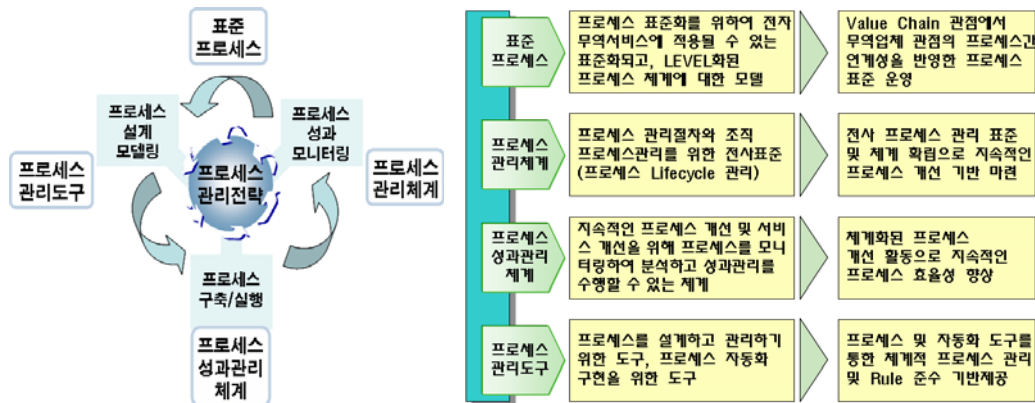 표준
프로세스
프로세스
설계
모델링
프로세스
성과
모니터링
프로세스
관리도구
프로세스
관리전략
프로세스
관리체계
프로세스
구축/실행
프로세스
성과관리
체계
표준
프로세스
프로세스 표준화를 위하여 전자
무역서비스에 적용될 수 있는
표준화되고, LEVEL화된
프로세스 체계에 대한 모델
Value Chain 관점에서
무역업체 관점의 프로세스간
연계성을 반영한 프로세스
표준 운영
프로세스
관리체계
프로세스 관리절차와 조직
프로세스관리를 위한 전사표준
(프로세스 Lifecycle 관리)
전사 프로세스 관리 표준
및 체계 확립으로 지속적인
프로세스 개선 기반 마련
프로세스
성과관리
체계
지속적인 프로세스 개선 및 서비
스 개선을 위해 프로세스를 모니
터링하여 분석하고 성과관리를
수행할 수 있는 체계
체계화된 프로세스
개선 활동으로 지속적인
프로세스 효율성 향상
프로세스
관리도구
프로세스를 설계하고 관리하기
위한 도구, 프로세스 자동화
구현을 위한 도구
프로세스 및 자동화 도구를
통한 체계적 프로세스 관리
및 Rule 준수 기반제공